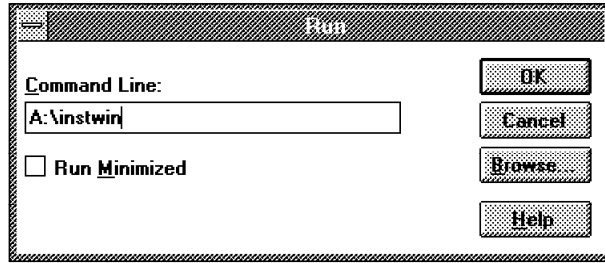 Run
Command Line:
A:\instwin
Run Minimized
OK
Cancel
Browse...
Help